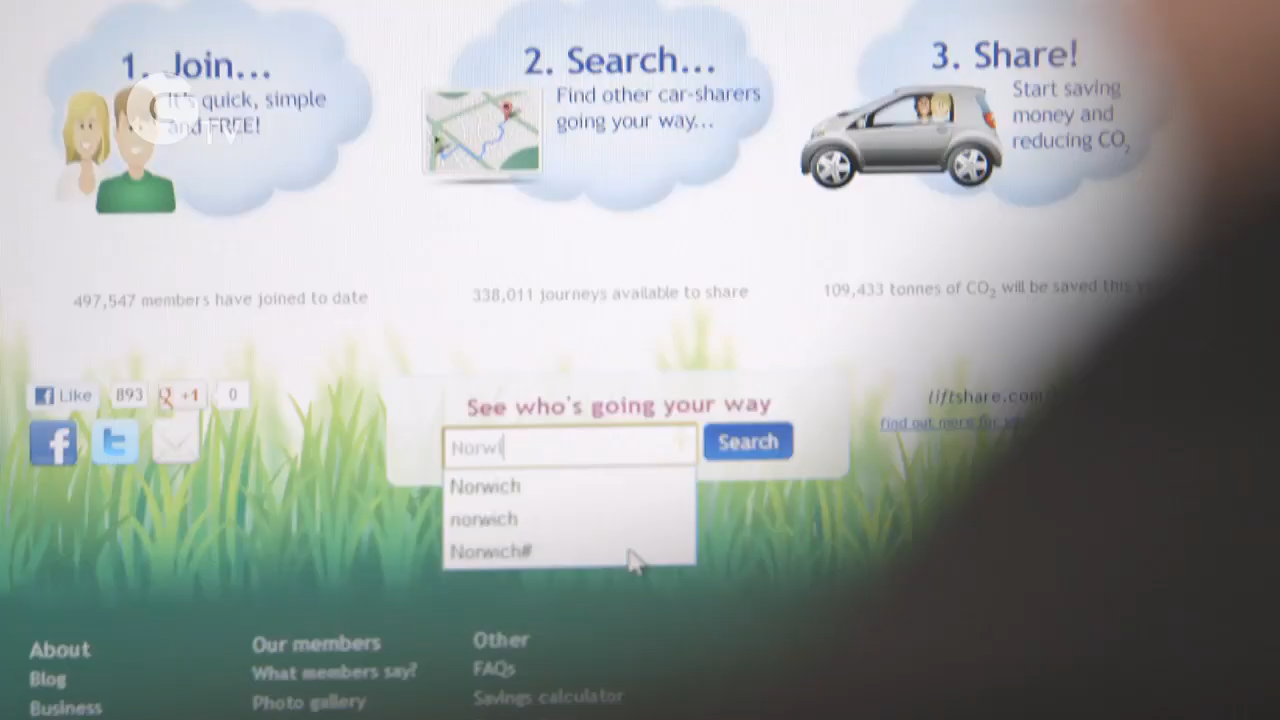 1. Join...
It's quick, simple
and FREE!
TV
2. Search...
Find other car-sharers
going your way...
3. Share!
Start saving
money and
reducing CO2
497,547 members have joined to date
338,011 journeys available to share
109,433 tonnes of CO2 will be saved this
Like
893
+1
0
See who's going your way
Norwi
Search
Norwich
norwich
Norwich#
liftshare.com
find out more for
About
Blog
Business
Our members
What members say?
Photo gallery
Other
FAQs
Savings calculator